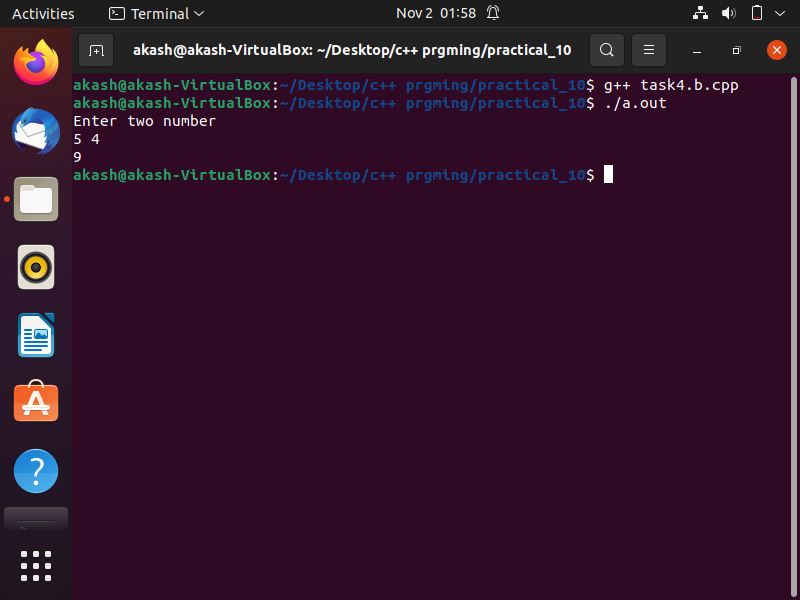 Activities Terminal Nov 2 01:58
akash@akash-VirtualBox: ~/Desktop/c++ prgming/practical_10
akash@akash-VirtualBox:~/Desktop/c++ prgming/practical_10$ g++ task4.b.cpp
akash@akash-VirtualBox:~/Desktop/c++ prgming/practical_10$ ./a.out
Enter two number
5 4
9
akash@akash-VirtualBox:~/Desktop/c++ prgming/practical_10$